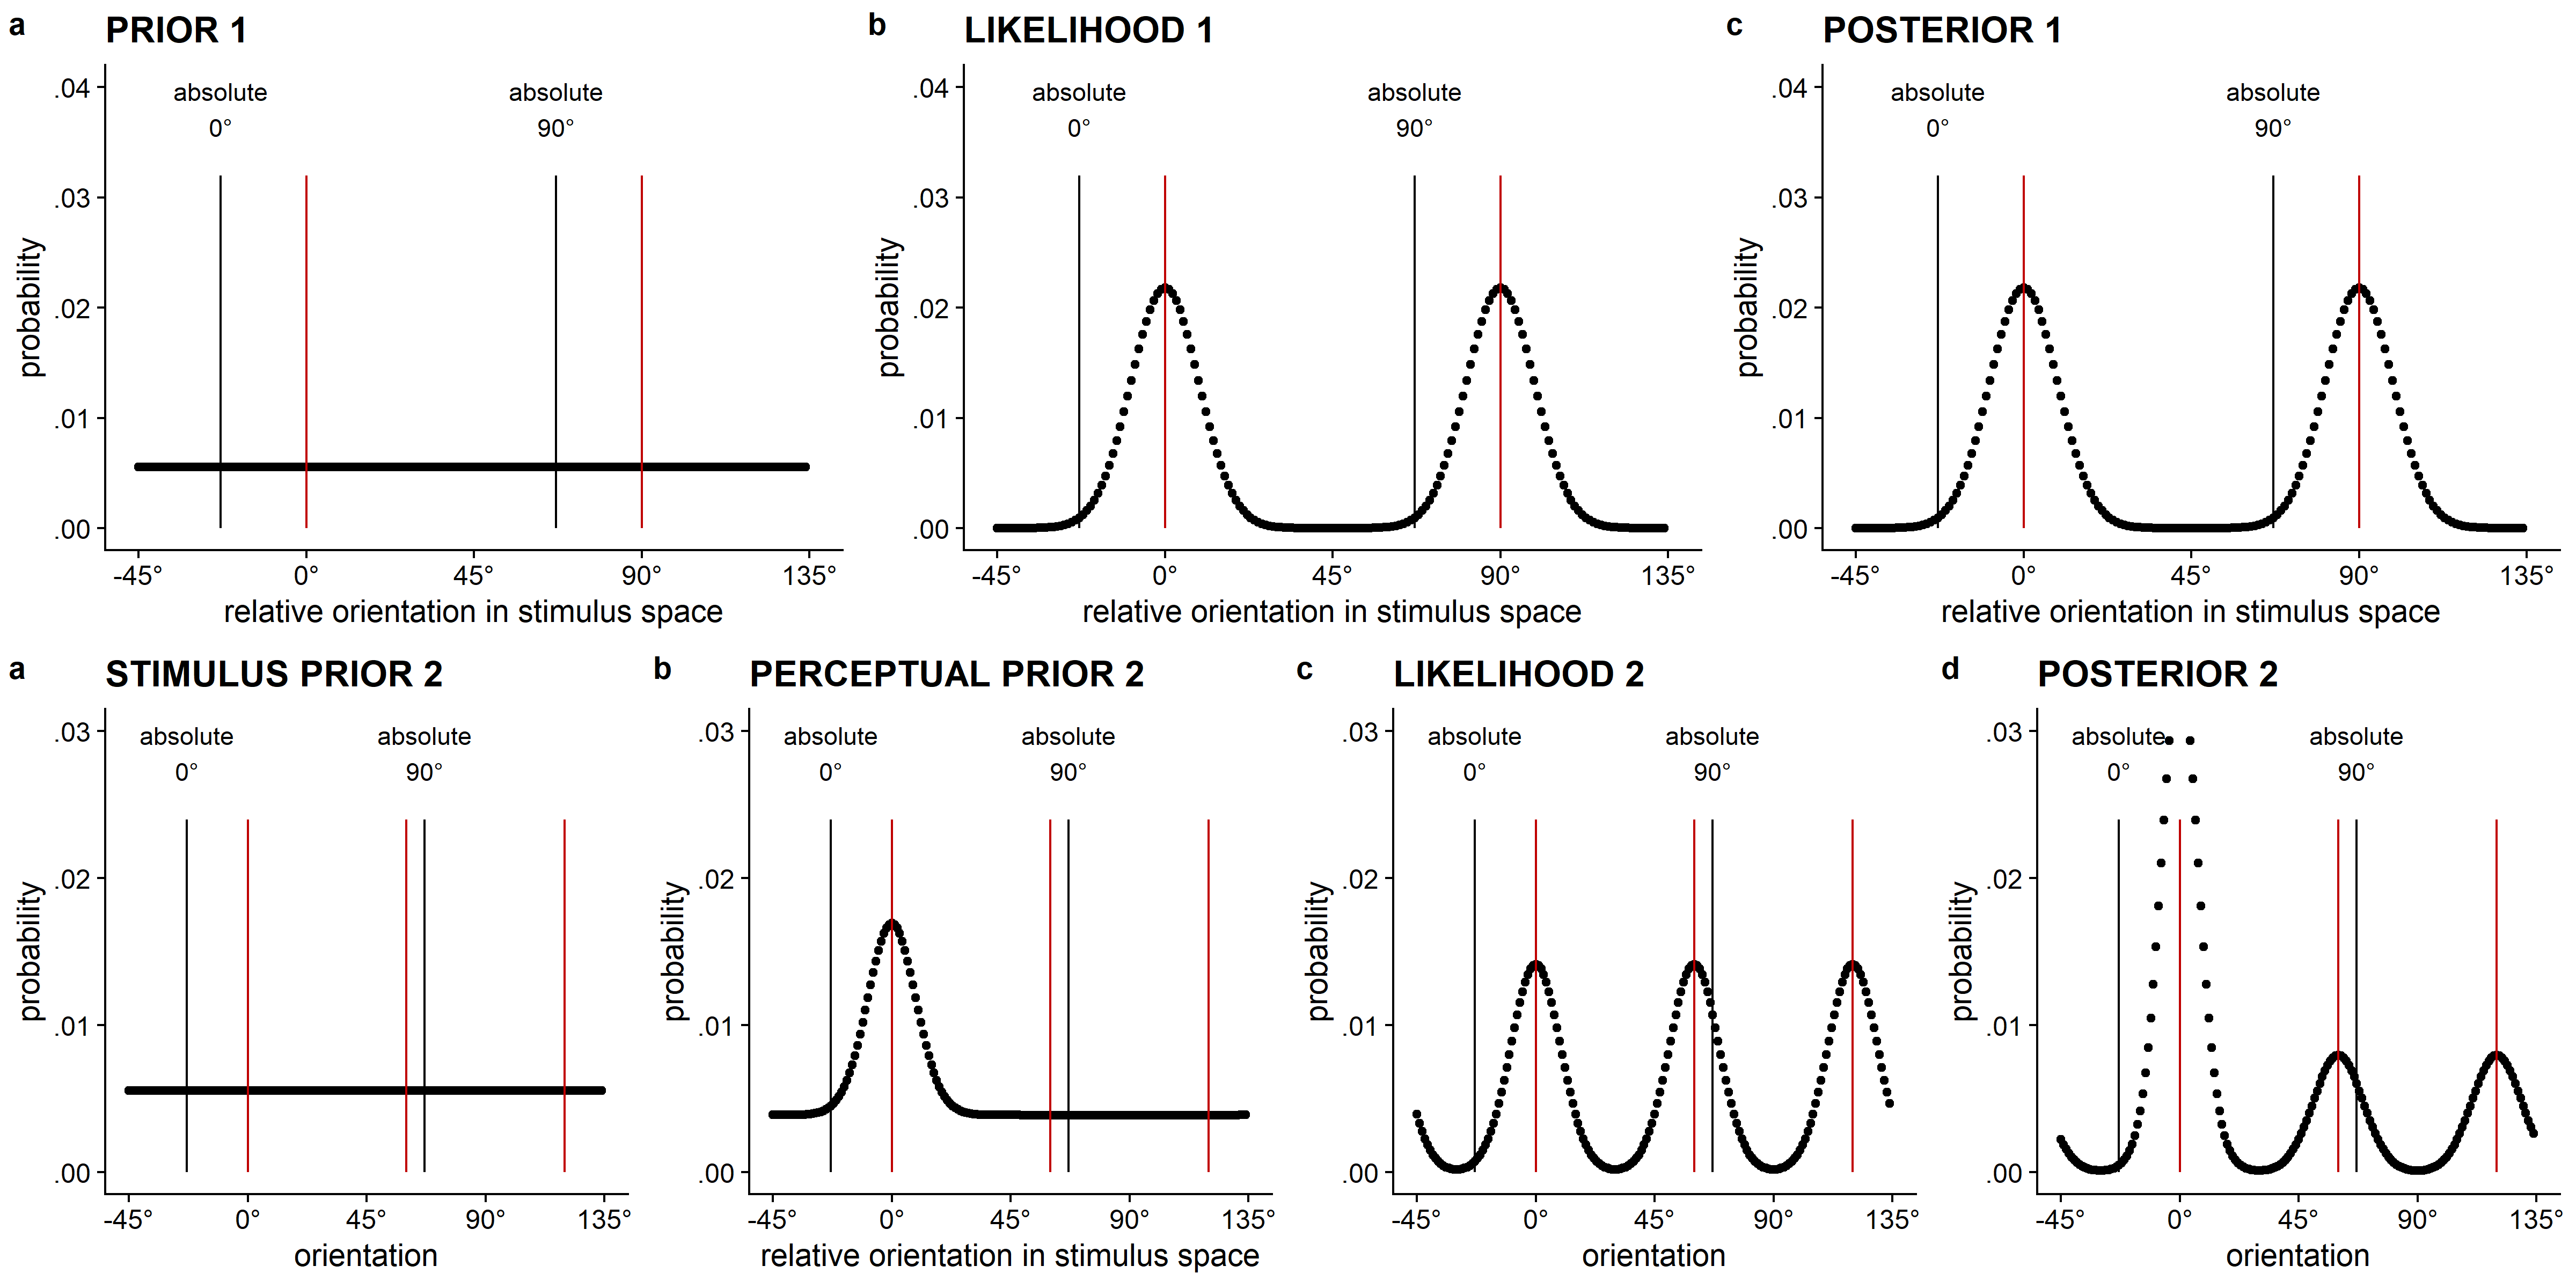 a PRIOR 1
absolute absolute
0° 90°
.04
.03
.02
.01
.00
probability
-45° 0° 45° 90° 135°
relative orientation in stimulus space
b LIKELIHOOD 1
absolute absolute
0° 90°
.04
.03
.02
.01
.00
probability
-45° 0° 45° 90° 135°
relative orientation in stimulus space
c POSTERIOR 1
absolute absolute
0° 90°
.04
.03
.02
.01
.00
probability
-45° 0° 45° 90° 135°
relative orientation in stimulus space
a STIMULUS PRIOR 2
absolute absolute
0° 90°
.03
.02
.01
.00
probability
-45° 0° 45° 90° 135°
orientation
b PERCEPTUAL PRIOR 2
absolute absolute
0° 90°
.03
.02
.01
.00
probability
-45° 0° 45° 90° 135°
relative orientation in stimulus space
c LIKELIHOOD 2
absolute absolute
0° 90°
.03
.02
.01
.00
probability
-45° 0° 45° 90° 135°
orientation
d POSTERIOR 2
absolute absolute
0° 90°
.03
.02
.01
.00
probability
-45° 0° 45° 90° 135°
orientation